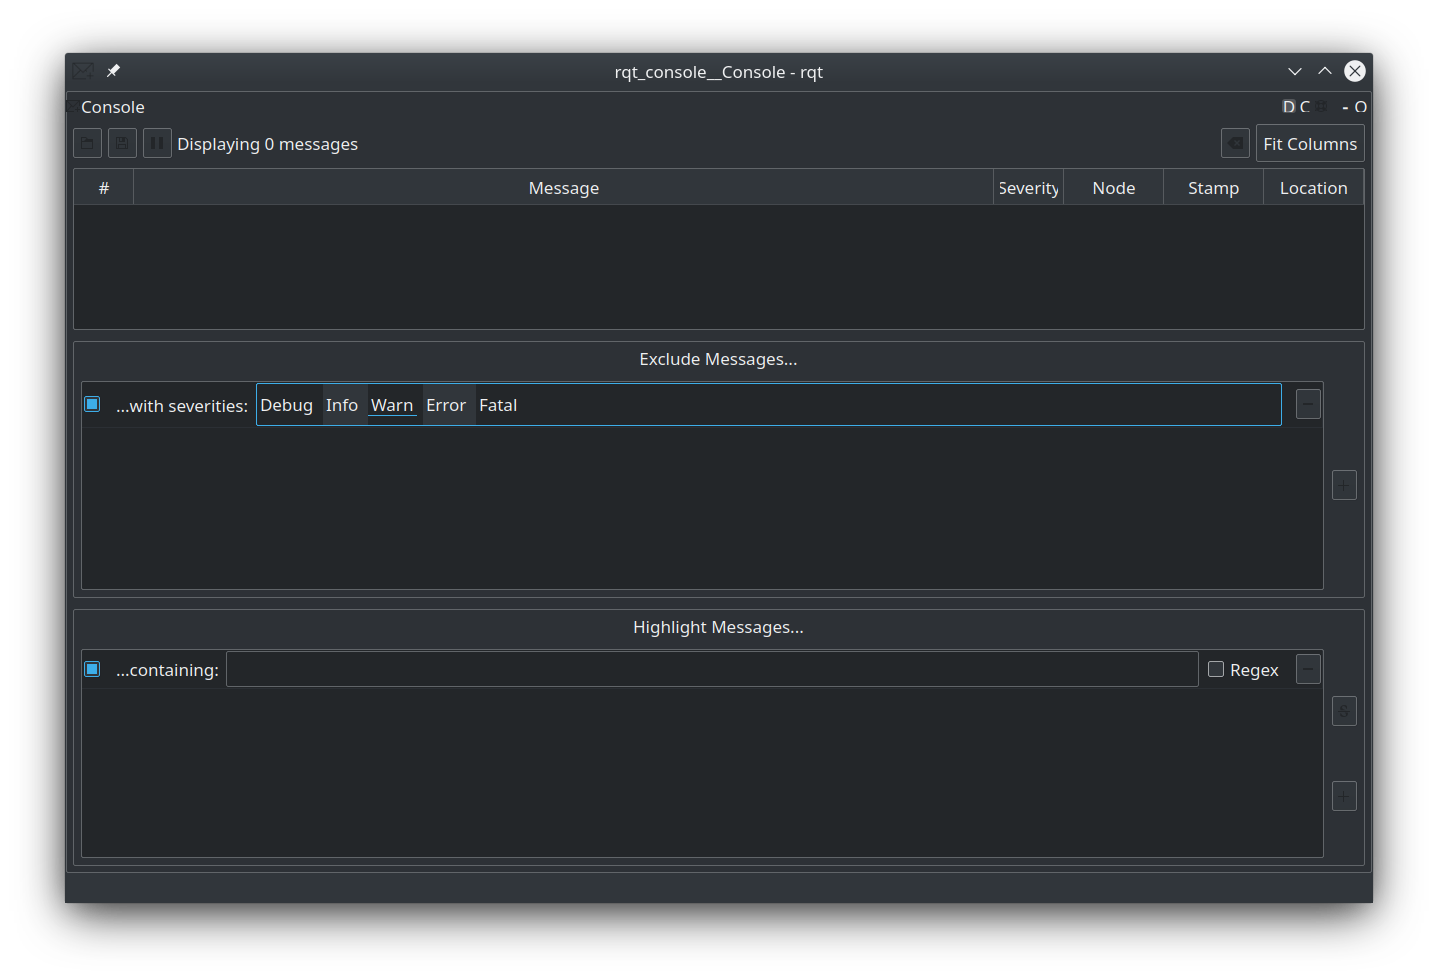 rqt_console__Console - rqt
Console D C - O
Displaying 0 messages Fit Columns
# Message Severity Node Stamp Location
Exclude Messages...
...with severities: Debug Info Warn Error Fatal
Highlight Messages...
...containing: Regex